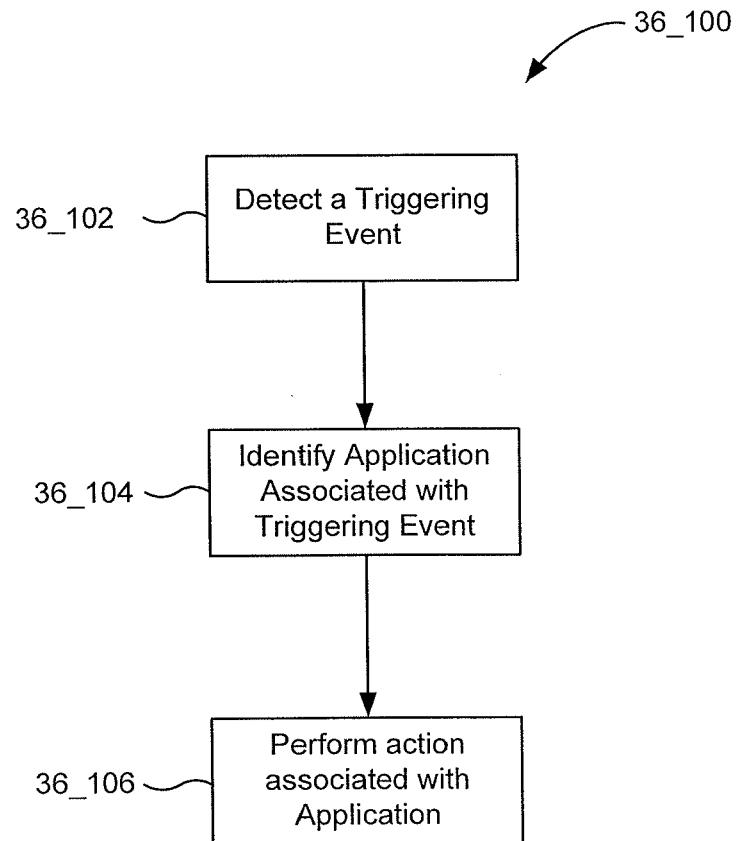 36_100
36_102
Detect a Triggering
Event
36_104
Identify Application
Associated with
Triggering Event
36_106
Perform action
associated with
Application